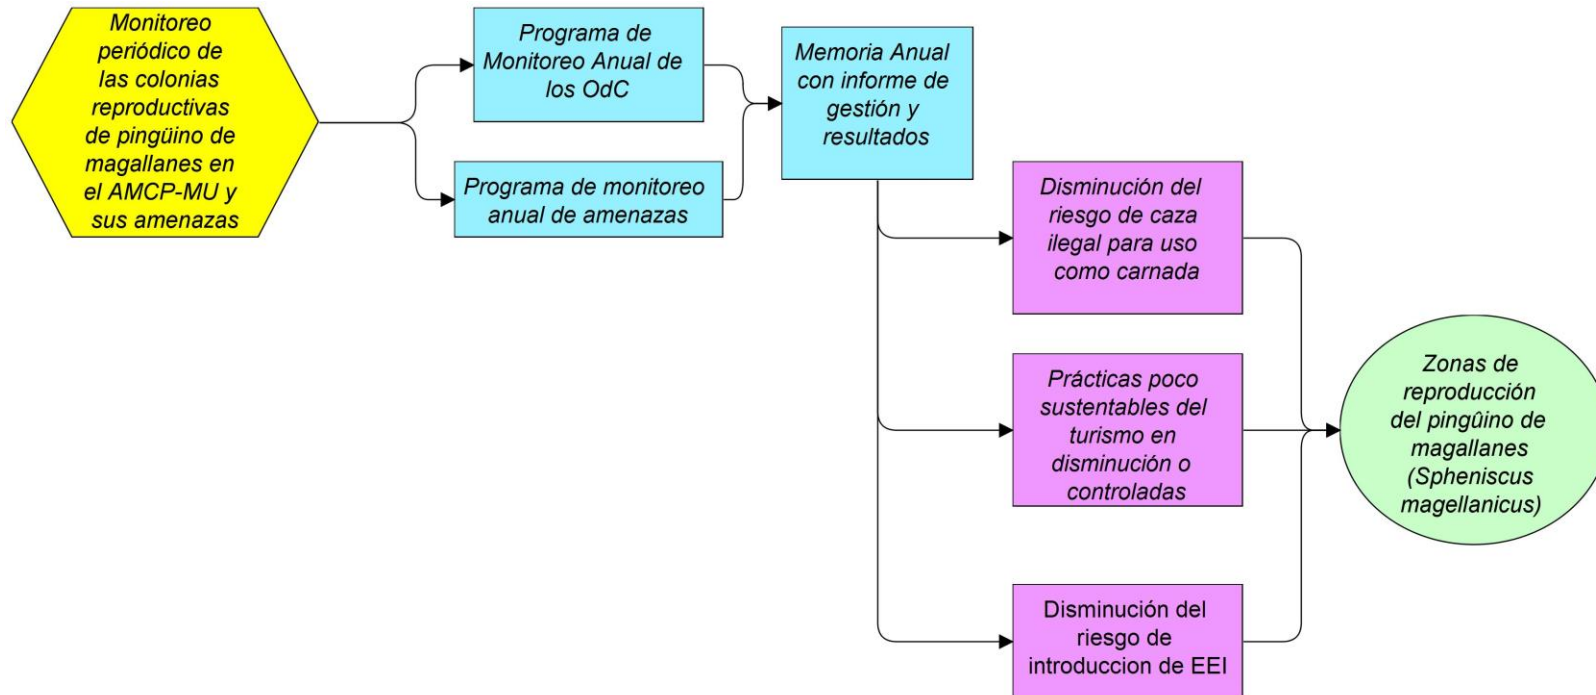 Monitoreo
periódico de
las colonias
reproductivas
de pingüino de
magallanes en
el AMCP-MU y
sus amenazas
Programa de
Monitoreo Anual de
los OdC
Programa de monitoreo
anual de amenazas
Memoria Anual
con informe de
gestión y
resultados
Disminución del
riesgo de caza
ilegal para uso
como carnada
Prácticas poco
sustentables del
turismo en
disminución o
controladas
Disminución del
riesgo de
introduccion de EEI
Zonas de
reproducción
del pingûino de
magallanes
(Spheniscus
magellanicus)